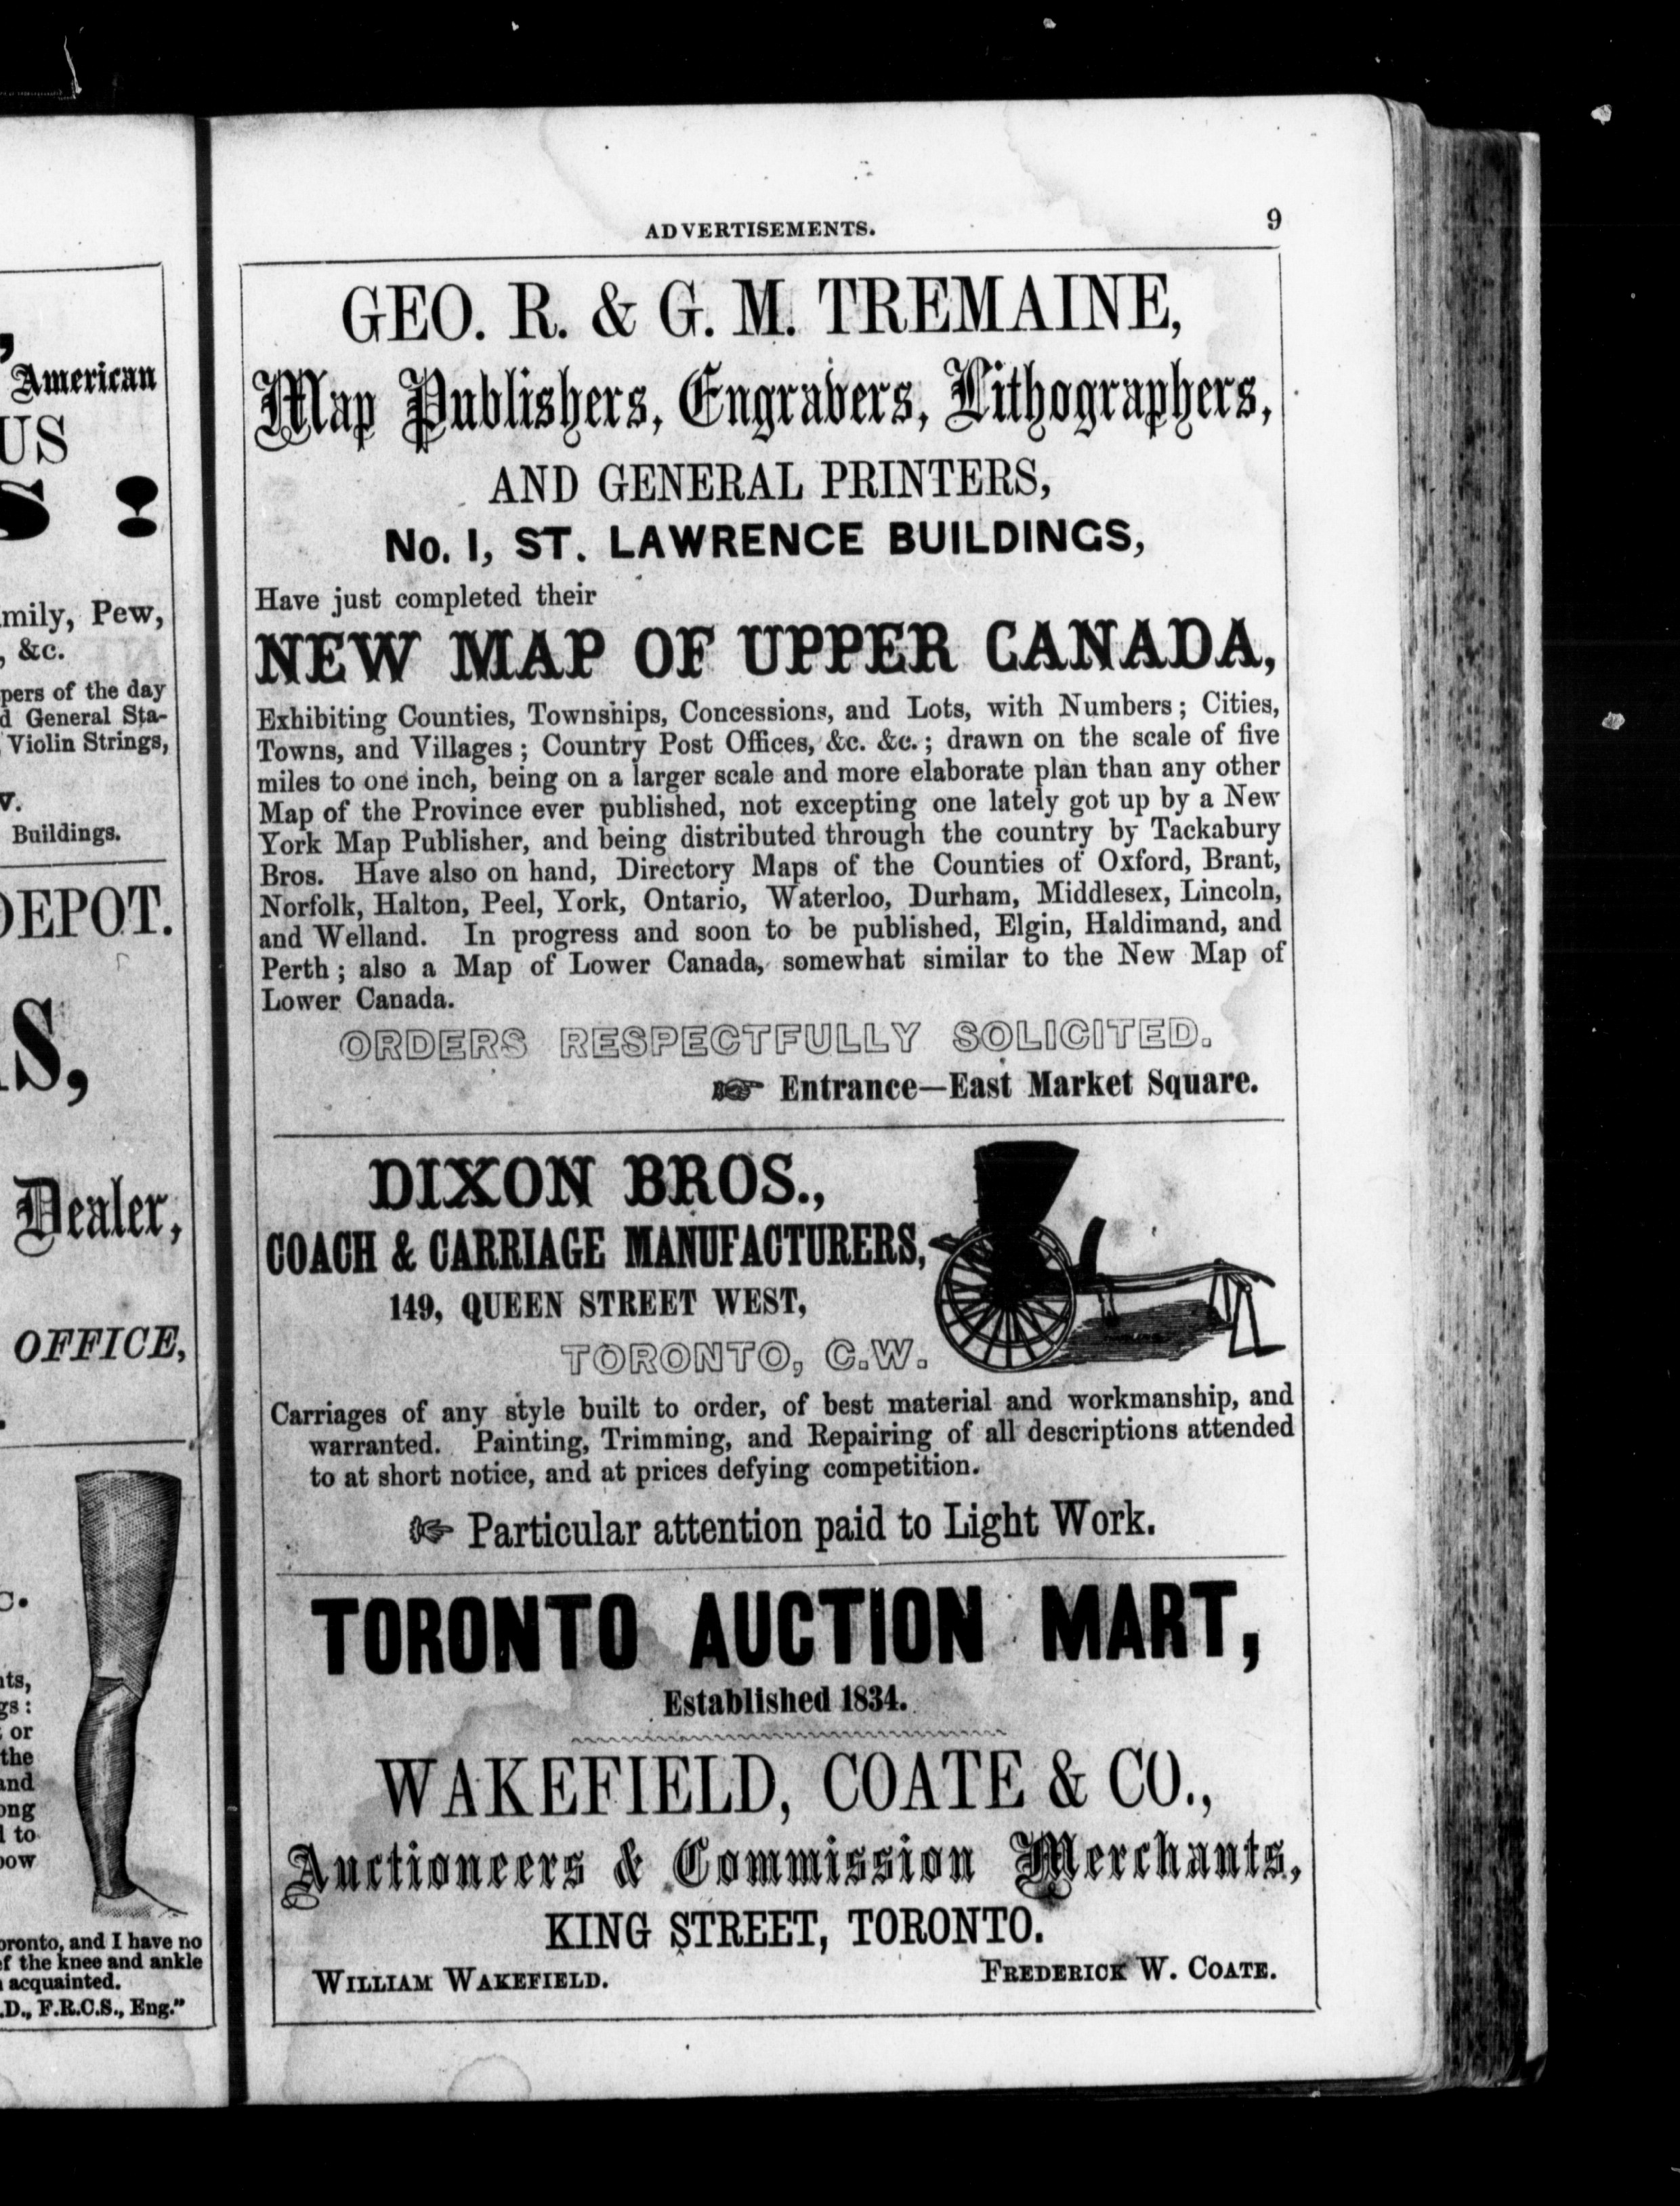 American
US
S :
mily, Pew,
, &c.
pers of the day
d General Sta-
Violin Strings,
Buildings.
DEPOT.
S,
Dealer,
OFFICE,
nts,
gs:
or
the
and
ong
l to
bow
oronto, and I have no
of the knee and ankle
acquainted.
.D., F.R.C.S., Eng."
ADVERTISEMENTS.
9
GEO. R. & G. M. TREMAINE,
Map Publishers, Engravers, Lithographers,
AND GENERAL PRINTERS,
No. 1, ST. LAWRENCE BUILDINGS,
Have just completed their
NEW MAP OF UPPER CANADA,
Exhibiting Counties, Townships, Concessions, and Lots, with Numbers; Cities,
Towns, and Villages; Country Post Offices, &c. &c.; drawn on the scale of five
miles to one inch, being on a larger scale and more elaborate plan than any other
Map of the Province ever published, not excepting one lately got up by a New
York Map Publisher, and being distributed through the country by Tackabury
Bros. Have also on hand, Directory Maps of the Counties of Oxford, Brant,
Norfolk, Halton, Peel, York, Ontario, Waterloo, Durham, Middlesex, Lincoln,
and Welland. In progress and soon to be published, Elgin, Haldimand, and
Perth; also a Map of Lower Canada, somewhat similar to the New Map of
Lower Canada.
ORDERS RESPECTFULLY SOLICITED.
☞ Entrance—East Market Square.
DIXON BROS.,
COACH & CARRIAGE MANUFACTURERS,
149, QUEEN STREET WEST,
TORONTO, C.W.
Carriages of any style built to order, of best material and workmanship, and
warranted. Painting, Trimming, and Repairing of all descriptions attended
to at short notice, and at prices defying competition.
☞ Particular attention paid to Light Work.
TORONTO AUCTION MART,
Established 1834.
WAKEFIELD, COATE & CO.,
Auctioneers & Commission Merchants,
KING STREET, TORONTO.
WILLIAM WAKEFIELD. FREDERICK W. COATE.